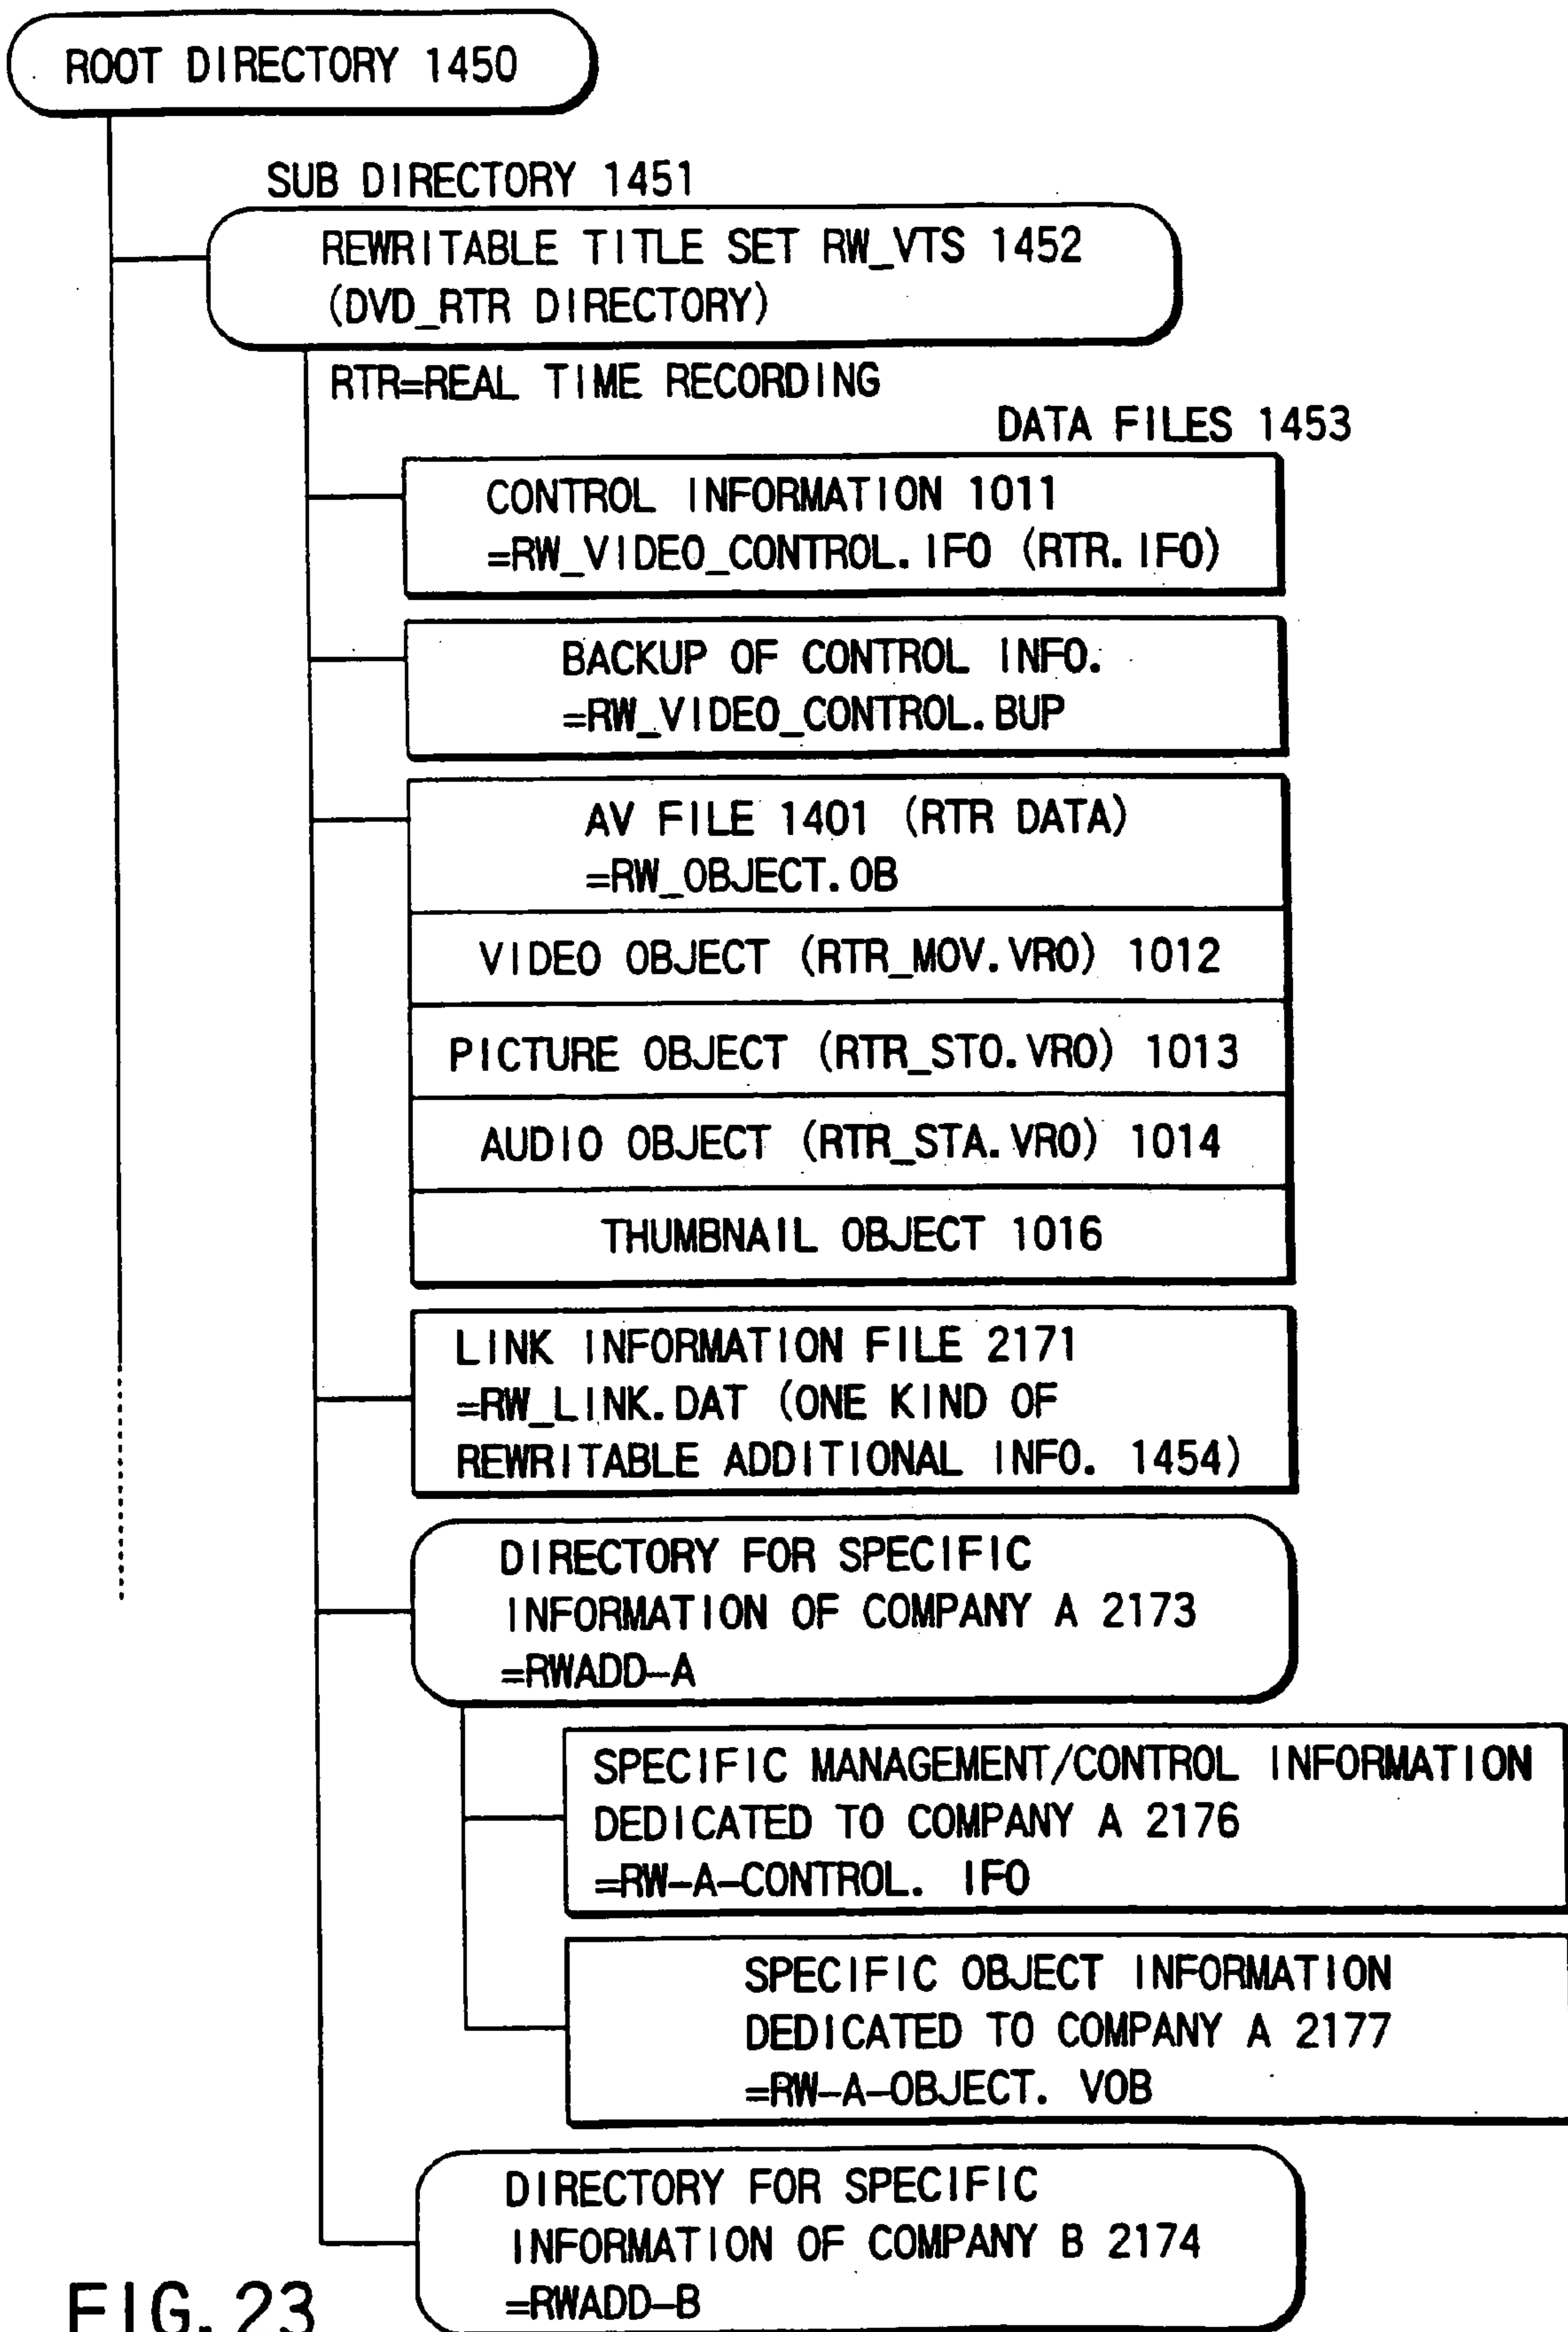 ROOT DIRECTORY 1450
SUB DIRECTORY 1451
REWRITABLE TITLE SET RW_VTS 1452
(DVD_RTR DIRECTORY)
RTR=REAL TIME RECORDING
DATA FILES 1453
CONTROL INFORMATION 1011
=RW_VIDEO_CONTROL.IFO (RTR.IFO)
BACKUP OF CONTROL INFO.
=RW_VIDEO_CONTROL.BUP
AV FILE 1401 (RTR DATA)
=RW_OBJECT.OB
VIDEO OBJECT (RTR_MOV.VRO) 1012
PICTURE OBJECT (RTR_STO.VRO) 1013
AUDIO OBJECT (RTR_STA.VRO) 1014
THUMBNAIL OBJECT 1016
LINK INFORMATION FILE 2171
=RW_LINK.DAT (ONE KIND OF
REWRITABLE ADDITIONAL INFO. 1454)
DIRECTORY FOR SPECIFIC
INFORMATION OF COMPANY A 2173
=RWADD-A
SPECIFIC MANAGEMENT/CONTROL INFORMATION
DEDICATED TO COMPANY A 2176
=RW-A-CONTROL. IFO
SPECIFIC OBJECT INFORMATION
DEDICATED TO COMPANY A 2177
=RW-A-OBJECT. VOB
DIRECTORY FOR SPECIFIC
INFORMATION OF COMPANY B 2174
=RWADD-B
FIG. 23